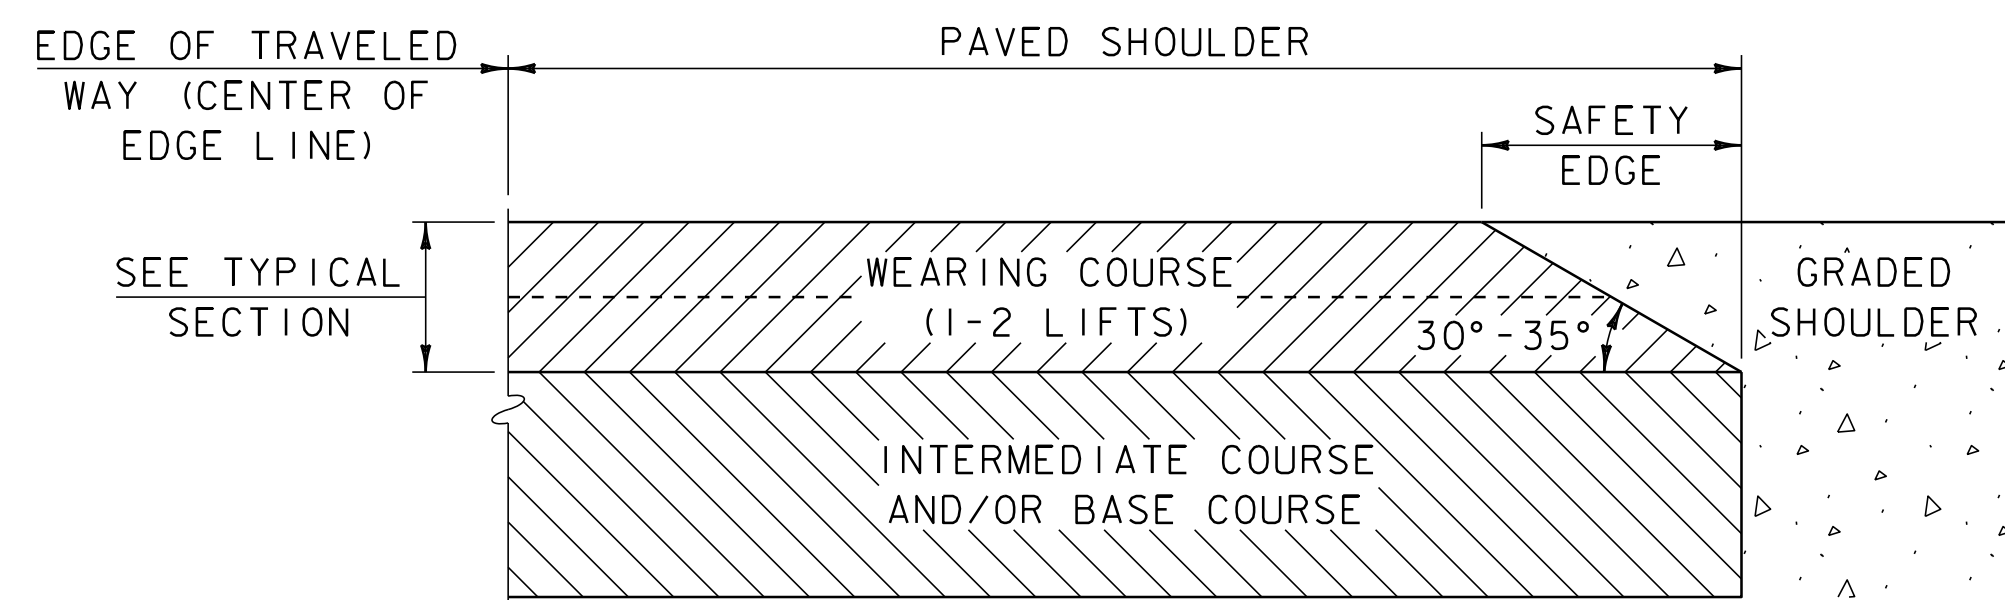 EDGE OF TRAVELED
WAY (CENTER OF
EDGE LINE)
PAVED SHOULDER
SAFETY
EDGE
SEE TYPICAL
SECTION
WEARING COURSE
(1-2 LIFTS)
30°-35°
GRADED
SHOULDER
INTERMEDIATE COURSE
AND/OR BASE COURSE